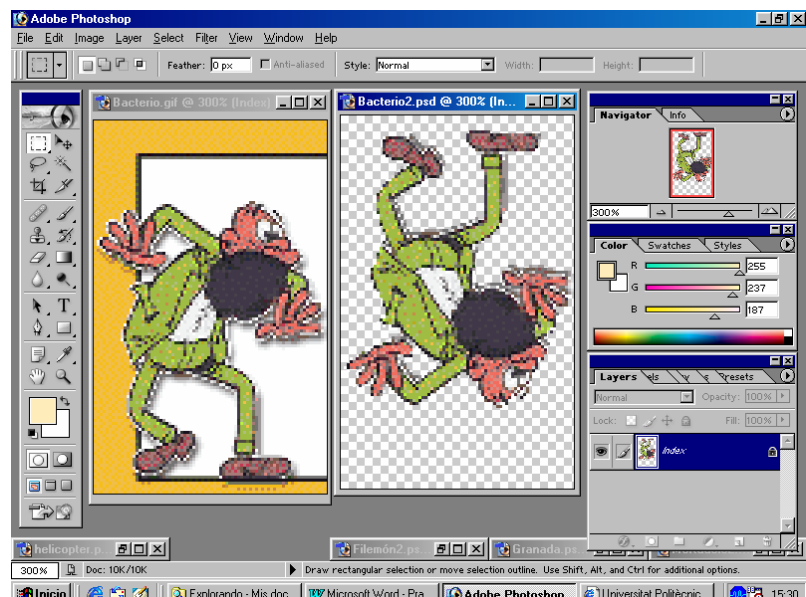 Adobe Photoshop
File Edit Image Layer Select Filter View Window Help
Feather: 0 px Anti-aliased Style: Normal Width: Height:
Bacterio.gif @ 300% (Index)
Bacterio2.psd @ 300% (In...
Navigator Info
300%
Color Swatches Styles
R 255
G 237
B 187
Layers els s Presets
Normal Opacity: 100%
Lock: Fill: 100%
Index
helicopter.p...
Filemón2.ps...
Granada.ps...
300% Doc: 10K/10K Draw rectangular selection or move selection outline. Use Shift, Alt, and Ctrl for additional options.
Inicio Explorando - Mis doc... Microsoft Word - Pra... Adobe Photoshop Universitat Politècnic... 15:30